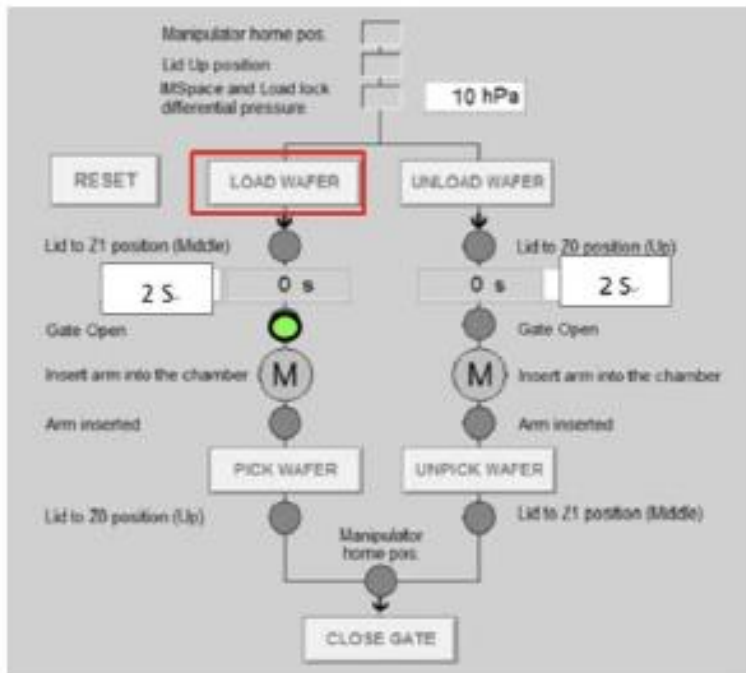 Manipulator home pos.
Lid Up position
IMSpace and Load lock
differential pressure
10 hPa
RESET
LOAD WAFER
UNLOAD WAFER
Lid to Z1 position (Middle)
Lid to Z0 position (Up)
2 S.
0 s
0 s
2 S.
Gate Open
Gate Open
Insert arm into the chamber
M
M
Insert arm into the chamber
Arm inserted
Arm inserted
PICK WAFER
UNPICK WAFER
Lid to Z0 position (Up)
Lid to Z1 position (Middle)
Manipulator
home pos.
CLOSE GATE